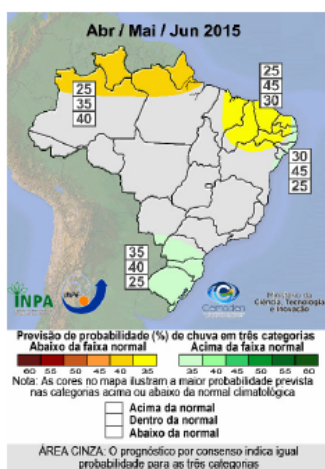 Abr / Mai / Jun 2015
25
35
40
25
45
30
30
45
25
35
40
25
INPA
Cemaden
Ministério da
Ciência, Tecnologia
e Inovação
Previsão de probabilidade (%) de chuva em três categorias
Abaixo da faixa normal
Acima da faixa normal
60 55 50 45 40 35
35 40 45 50 55 60
Nota: As cores no mapa ilustram a maior probabilidade prevista
nas categorias acima ou abaixo da normal climatológica
Acima da normal
Dentro da normal
Abaixo da normal
ÁREA CINZA: O prognóstico por consenso indica igual
probabilidade para as três categorias